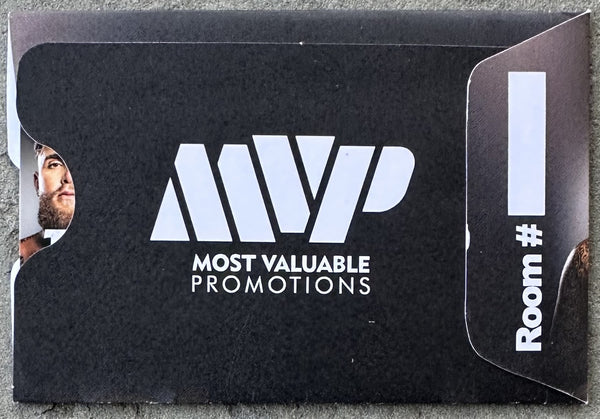 MVP
MOST VALUABLE
PROMOTIONS
Room #